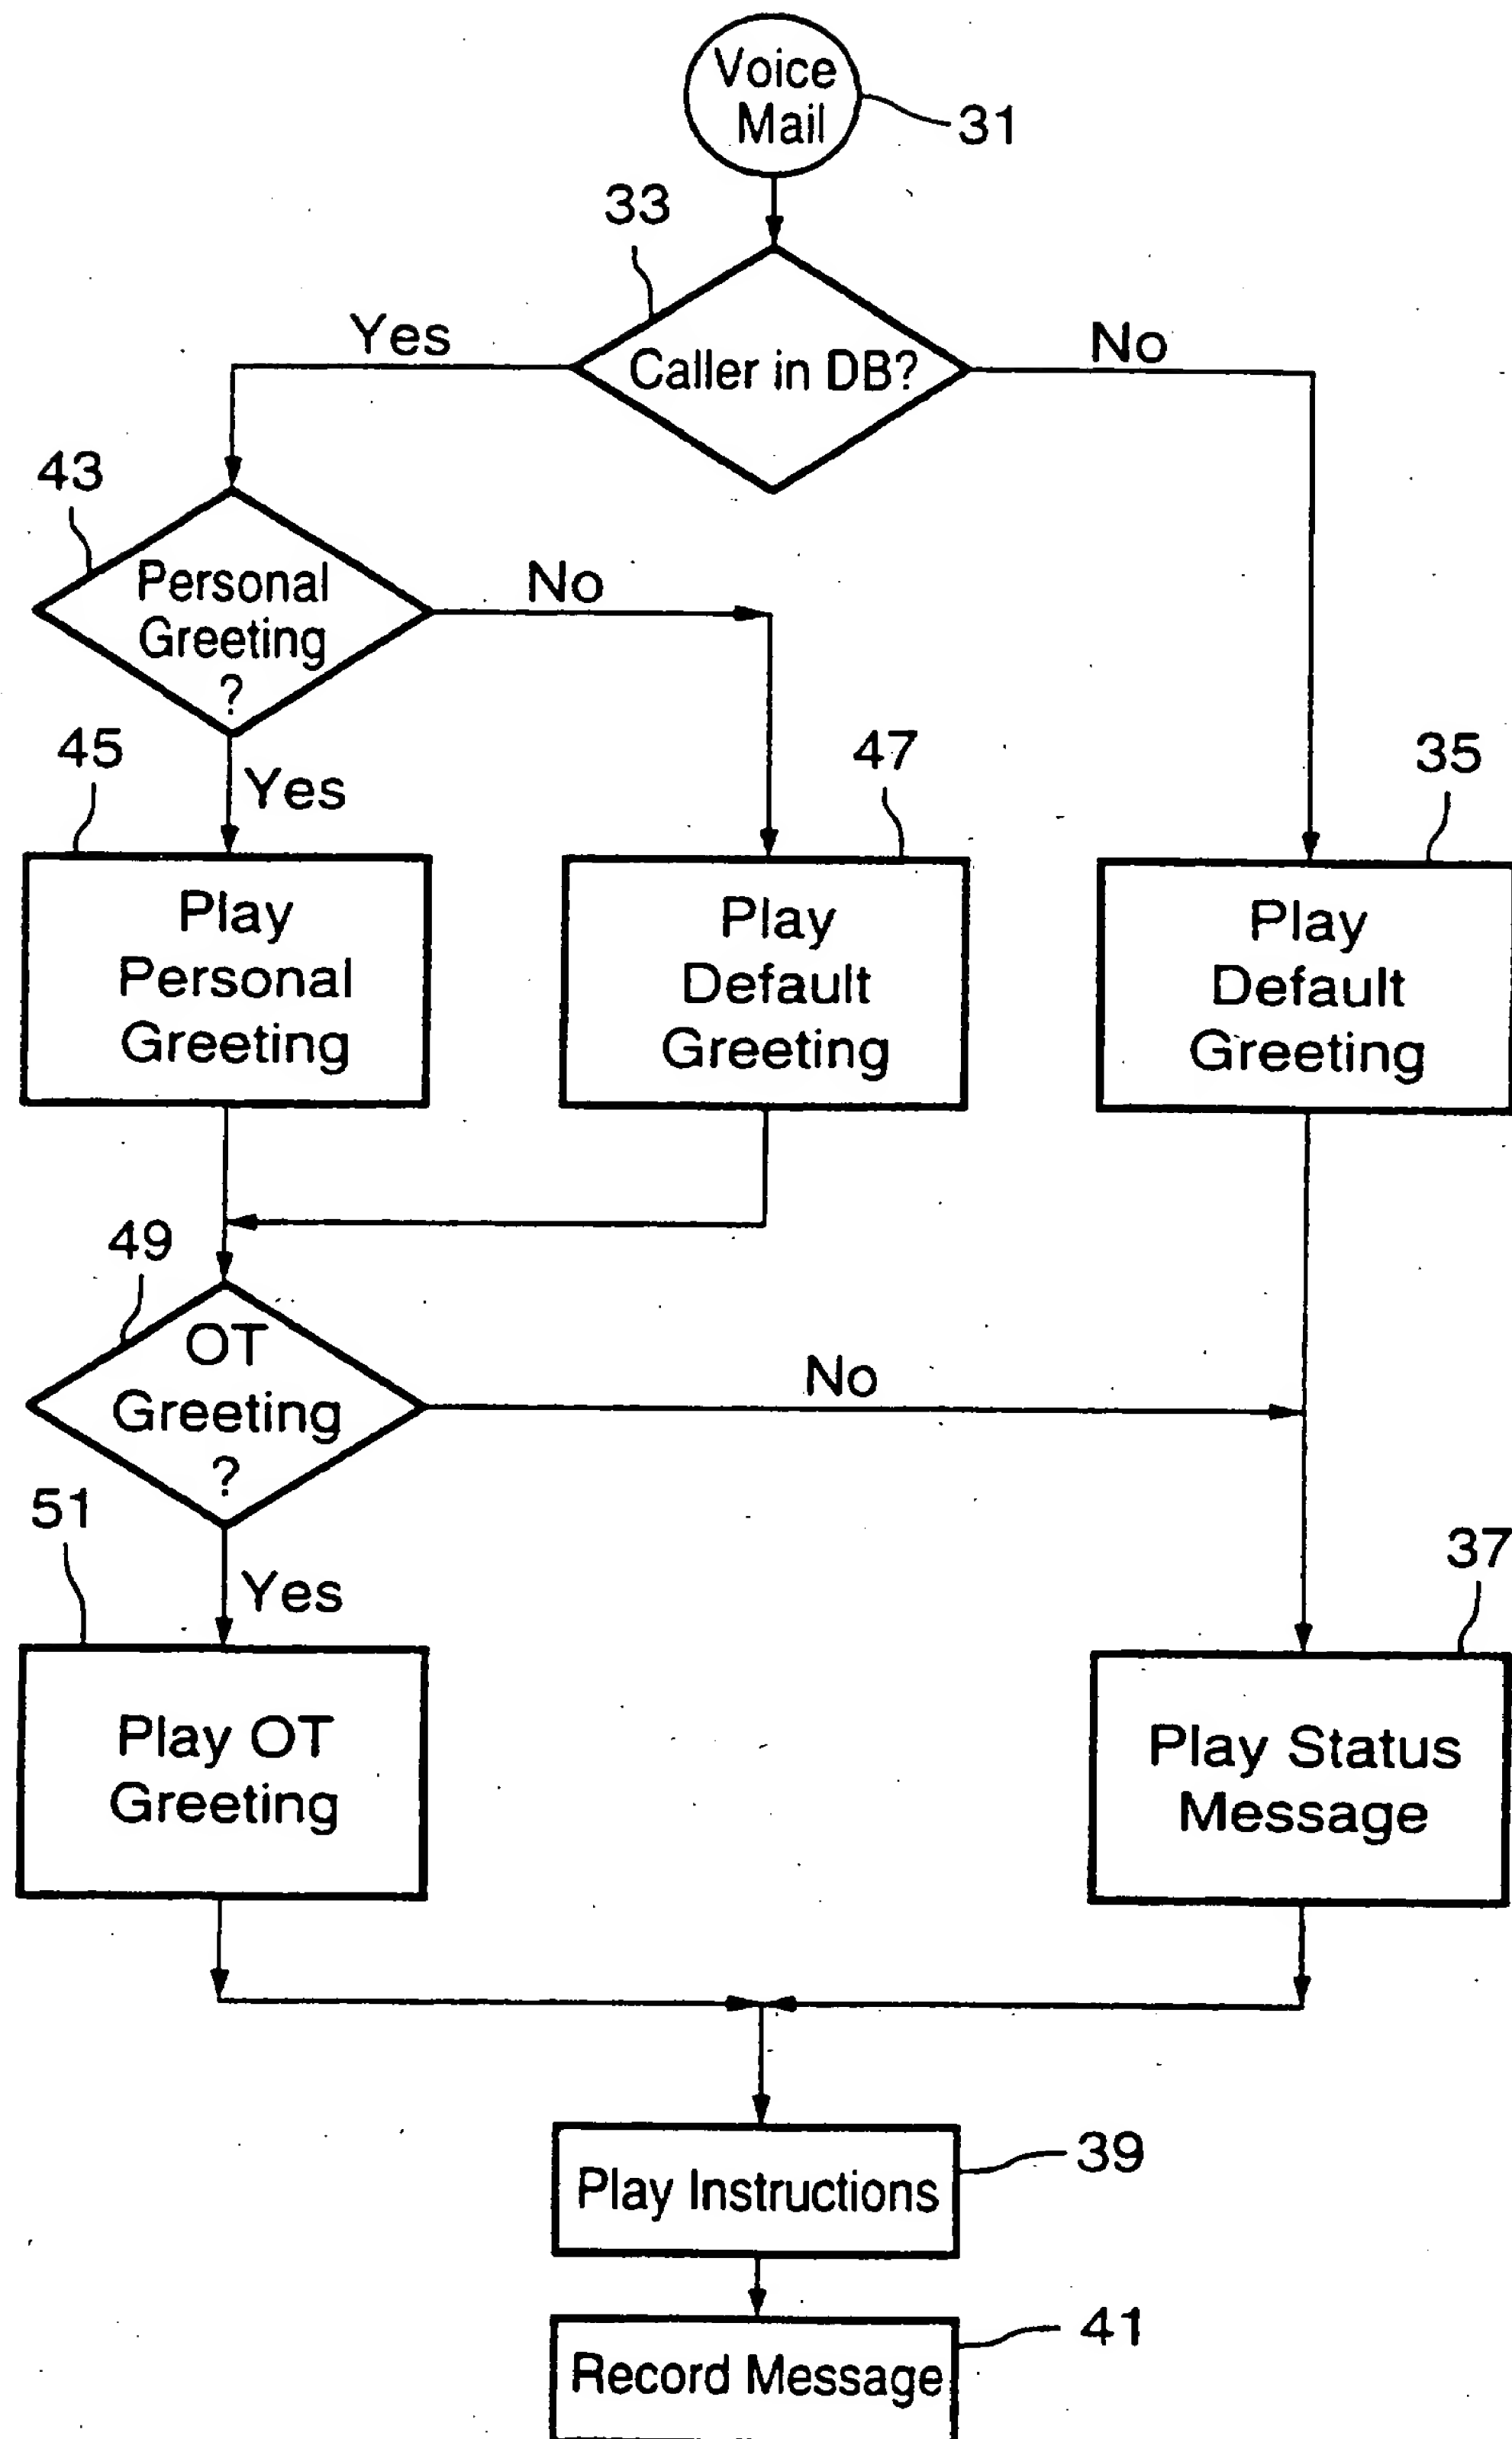 Voice
Mail
31
33
Yes
No
Caller in DB?
43
Personal
Greeting
?
No
45
Yes
47
35
Play
Personal
Greeting
Play
Default
Greeting
Play
Default
Greeting
49
OT
Greeting
?
No
51
Yes
37
Play OT
Greeting
Play Status
Message
Play Instructions
39
Record Message
41